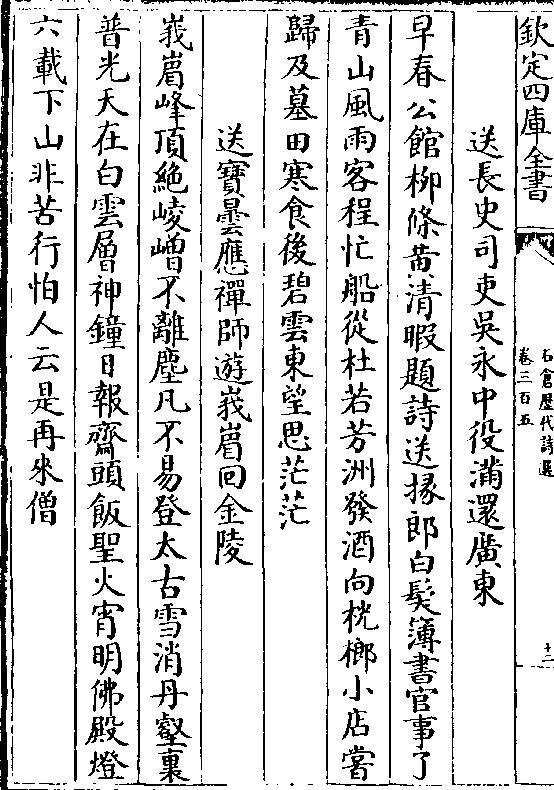 欽定四庫全書
石倉歷代詩選
卷三百五
十二
送長史司吏吳永中役滿還廣東
早春公館柳條黃清暇題詩送掾郎白髮簿書官事了
青山風雨客程忙船從杜若芳洲發酒向桄榔小店嘗
歸及墓田寒食後碧雲東望思茫茫
送寶曇應禪師遊峩嵋回金陵
峩嵋峰頂絶崚嶒不離塵凡不易登太古雪消丹壑裏
普光天在白雲層神鐘日報齋頭飯聖火宵明佛殿燈
六載下山非苦行怕人云是再來僧